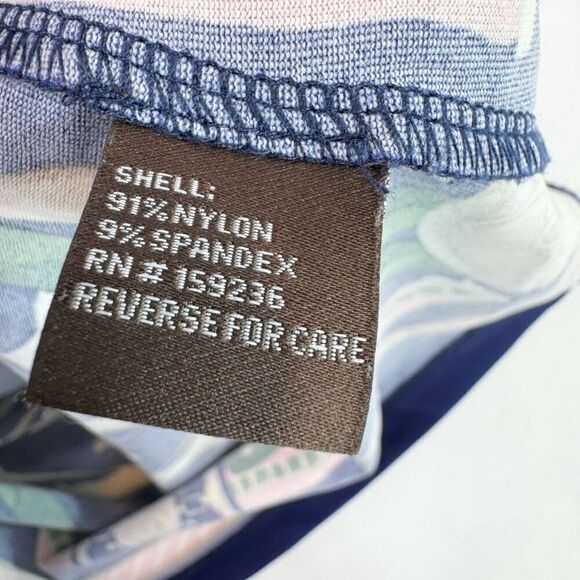 SHELL:
91% NYLON
9% SPANDEX
RN # 159236
REVERSE FOR CARE